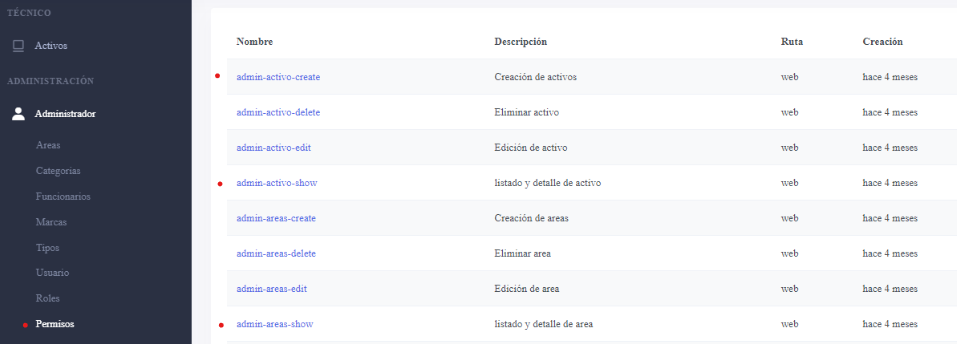 TÉCNICO
Activos
ADMINISTRACIÓN
Administrador
Areas
Categorias
Funcionarios
Marcas
Tipos
Usuario
Roles
Permisos
Nombre Descripción Ruta Creación
admin-activo-create Creación de activos web hace 4 meses
admin-activo-delete Eliminar activo web hace 4 meses
admin-activo-edit Edición de activo web hace 4 meses
admin-activo-show listado y detalle de activo web hace 4 meses
admin-areas-create Creación de areas web hace 4 meses
admin-areas-delete Eliminar area web hace 4 meses
admin-areas-edit Edición de area web hace 4 meses
admin-areas-show listado y detalle de area web hace 4 meses